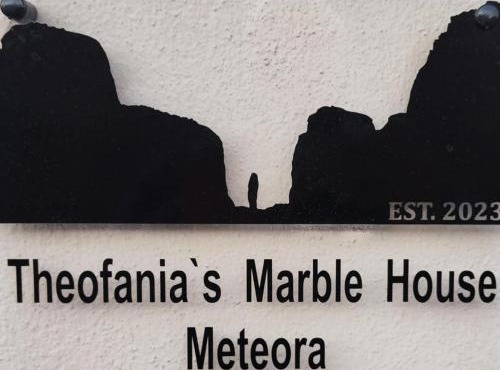 EST. 2023
Theofania`s Marble House
Meteora